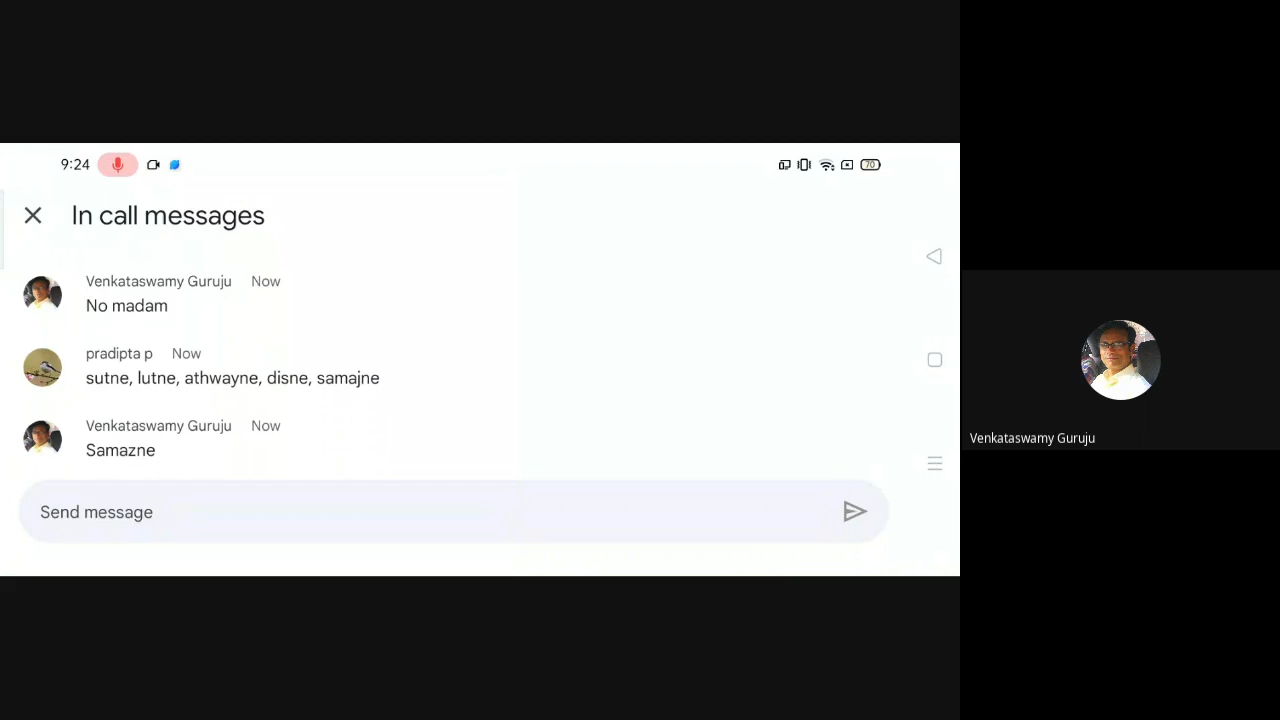 9:24
70
In call messages
Venkataswamy Guruju Now
No madam
pradipta p Now
sutne, lutne, athwayne, disne, samajne
Venkataswamy Guruju Now
Samazne
Send message
Venkataswamy Guruju